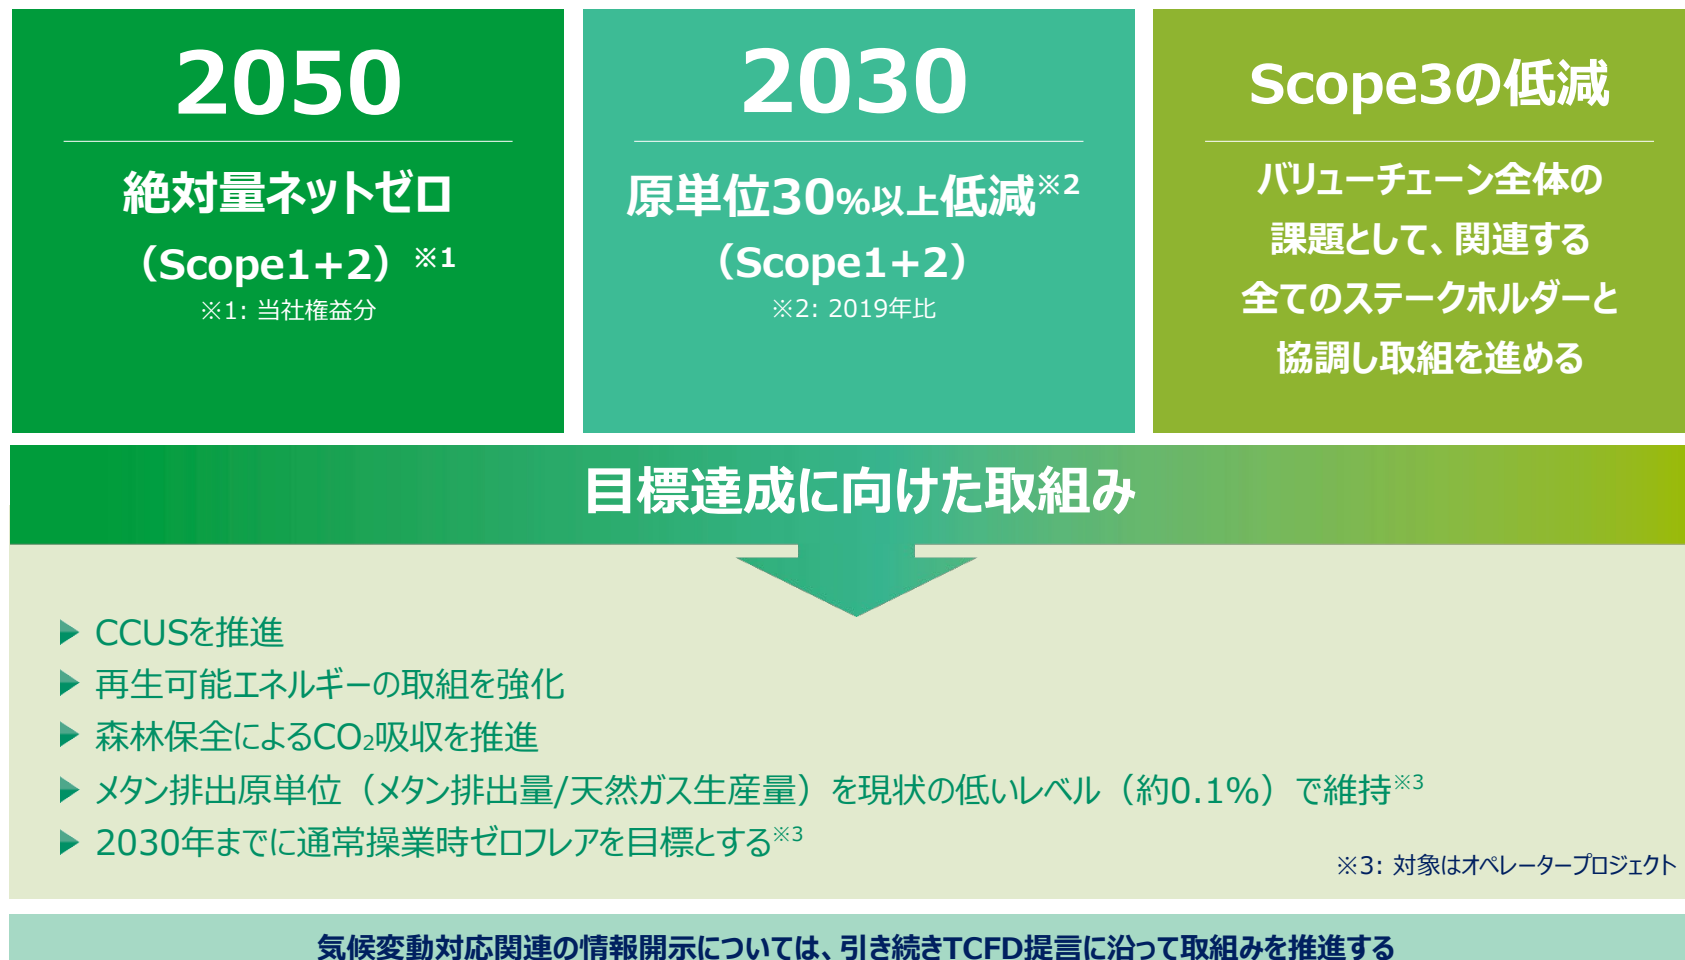 2050
絶対量ネットゼロ
（Scope1+2）※1
※1: 当社権益分
2030
原単位30%以上低減※2
（Scope1+2）
※2: 2019年比
Scope3の低減
バリューチェーン全体の
課題として、関連する
全てのステークホルダーと
協調し取組を進める
目標達成に向けた取組み
CCUSを推進
再生可能エネルギーの取組を強化
森林保全によるCO₂吸収を推進
メタン排出原単位（メタン排出量/天然ガス生産量）を現状の低いレベル（約0.1%）で維持※3
2030年までに通常操業時ゼロフレアを目標とする※3
※3: 対象はオペレータープロジェクト
気候変動対応関連の情報開示については、引き続きTCFD提言に沿って取組みを推進する